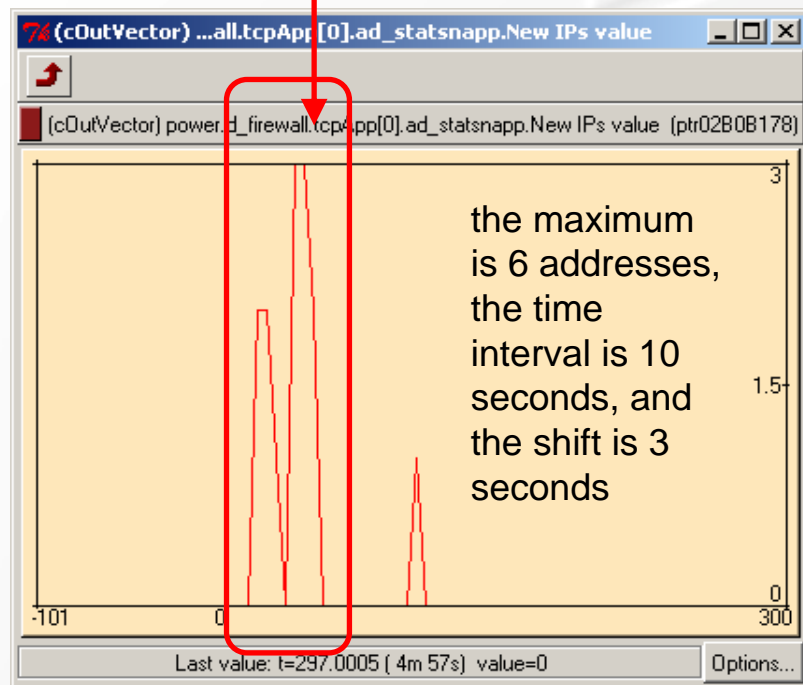 (cOutVector) ...all.tcpApp[0].ad_statsnapp.New IPs value
(cOutVector) power.d_firewall.tcpApp[0].ad_statsnapp.New IPs value (ptr02B0B178)
3
the maximum
is 6 addresses,
the time
interval is 10
seconds, and
the shift is 3
seconds
1.5
0
-101 0 300
Last value: t=297.0005 ( 4m 57s) value=0 Options...